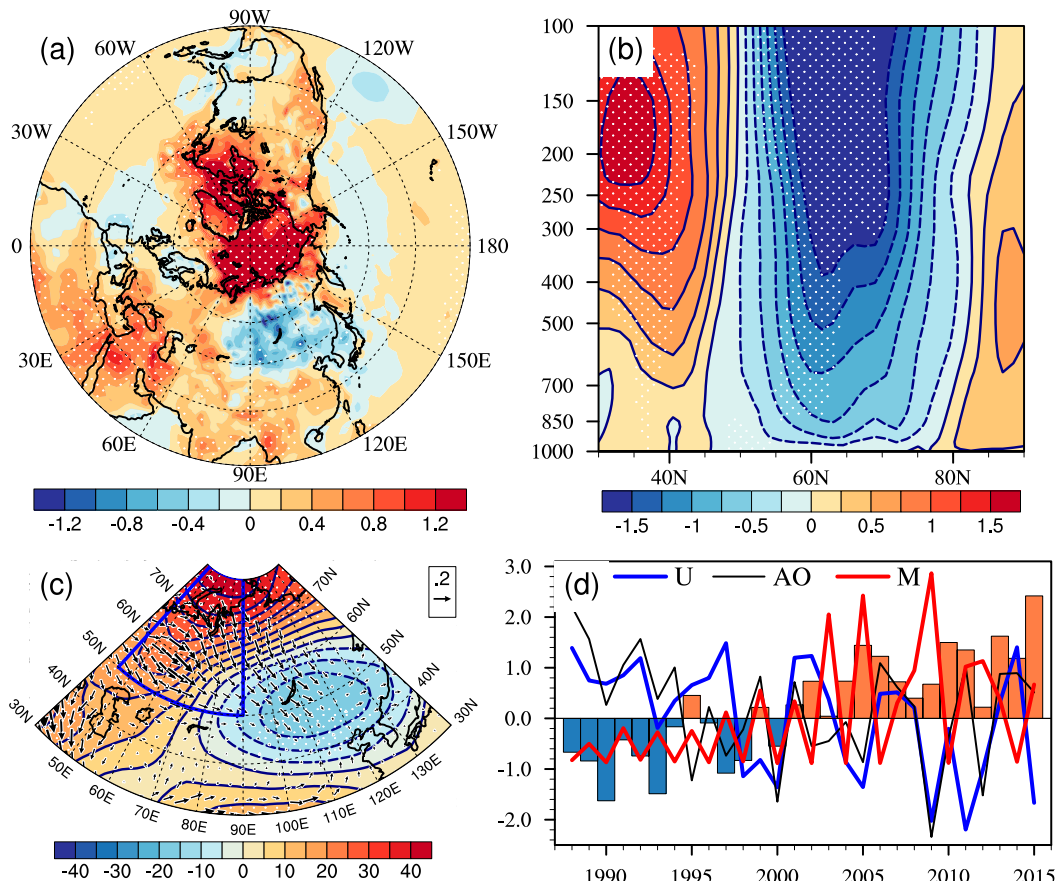 (a)
90W
60W
120W
30W
150W
0
180
30E
150E
60E
120E
90E
-1.2 -0.8 -0.4 0 0.4 0.8 1.2
(b)
100
150
200
250
300
400
500
700
850
1000
40N 60N 80N
-1.5 -1 -0.5 0 0.5 1 1.5
(c)
.2
70N 70N
60N 60N
50N 50N
40N 40N
30N 30N
50E 60E 70E 80E 90E 100E 110E 120E 130E
-40 -30 -20 -10 0 10 20 30 40
(d)
U AO M
3.0
2.0
1.0
0.0
-1.0
-2.0
1990 1995 2000 2005 2010 2015